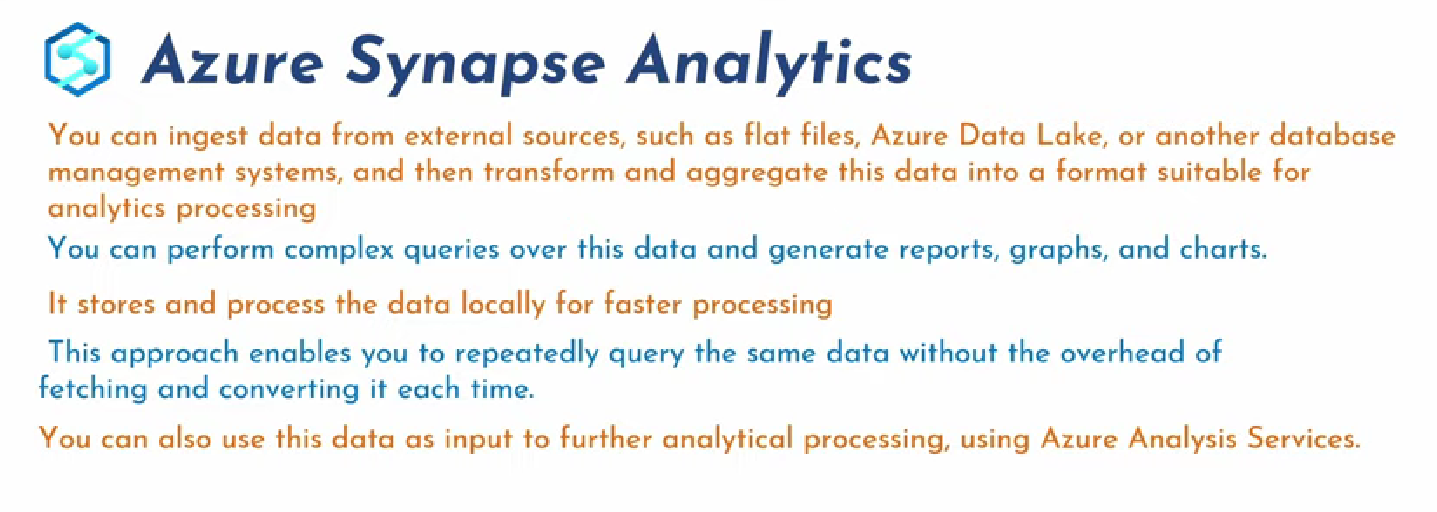 Azure Synapse Analytics
You can ingest data from external sources, such as flat files, Azure Data Lake, or another database
management systems, and then transform and aggregate this data into a format suitable for
analytics processing
You can perform complex queries over this data and generate reports, graphs, and charts.
It stores and process the data locally for faster processing
This approach enables you to repeatedly query the same data without the overhead of
fetching and converting it each time.
You can also use this data as input to further analytical processing, using Azure Analysis Services.